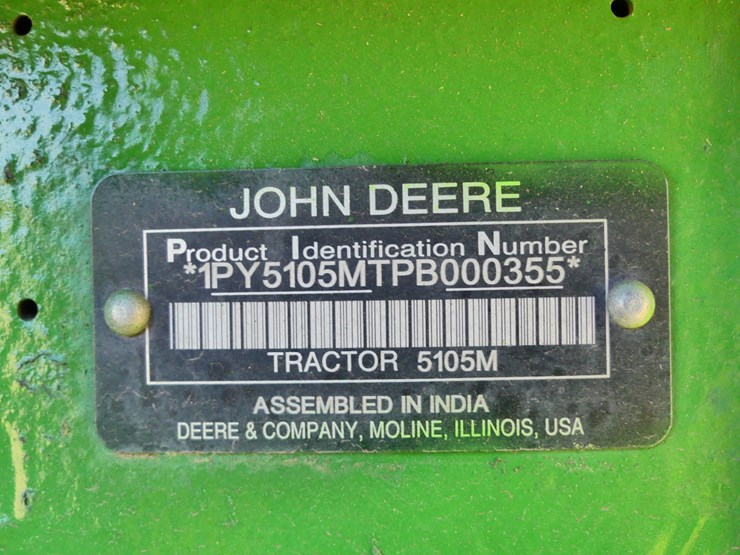 JOHN DEERE
Product Identification Number
*1PY5105MTPB000355*
TRACTOR 5105M
ASSEMBLED IN INDIA
DEERE & COMPANY, MOLINE, ILLINOIS, USA